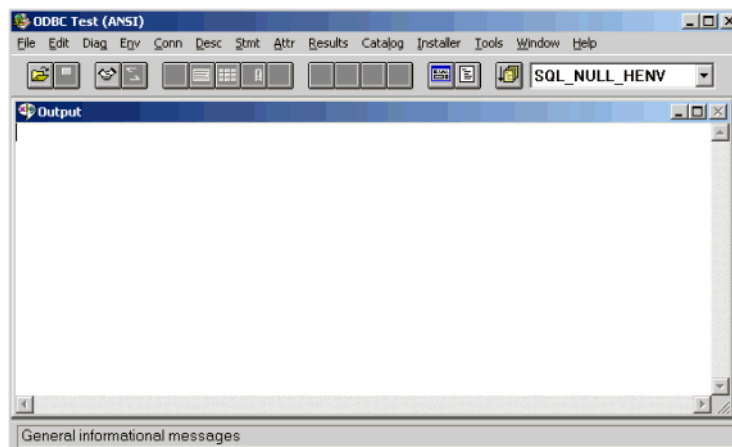 ODBC Test (ANSI)
File Edit Diag Env Conn Desc Stmt Attr Results Catalog Installer Tools Window Help
SQL_NULL_HENV
Output
General informational messages